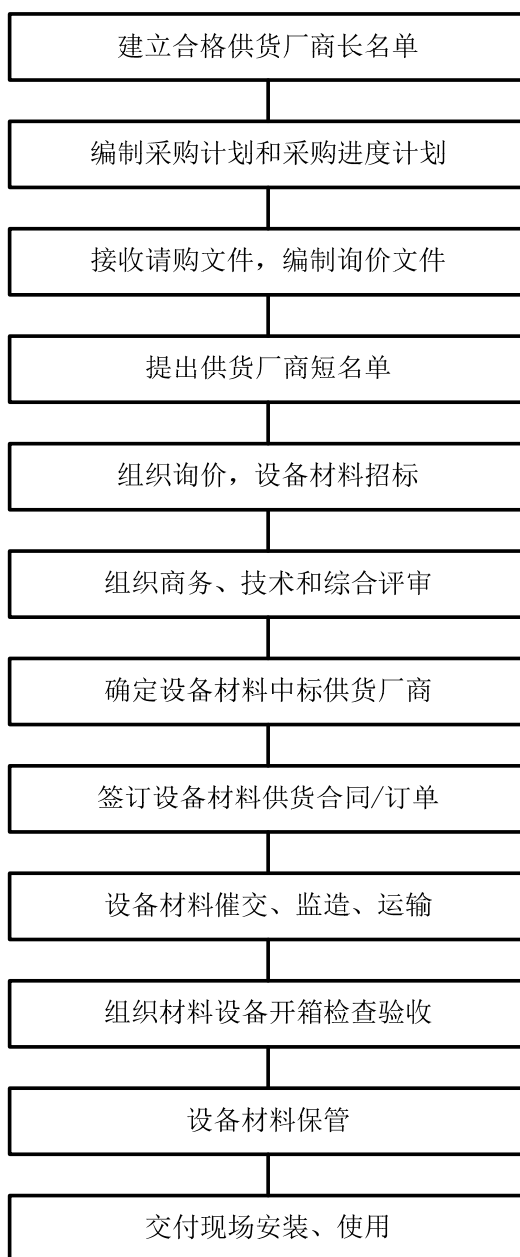 建立合格供货厂商长名单
编制采购计划和采购进度计划
接收请购文件，编制询价文件
提出供货厂商短名单
组织询价，设备材料招标
组织商务、技术和综合评审
确定设备材料中标供货厂商
签订设备材料供货合同/订单
设备材料催交、监造、运输
组织材料设备开箱检查验收
设备材料保管
交付现场安装、使用